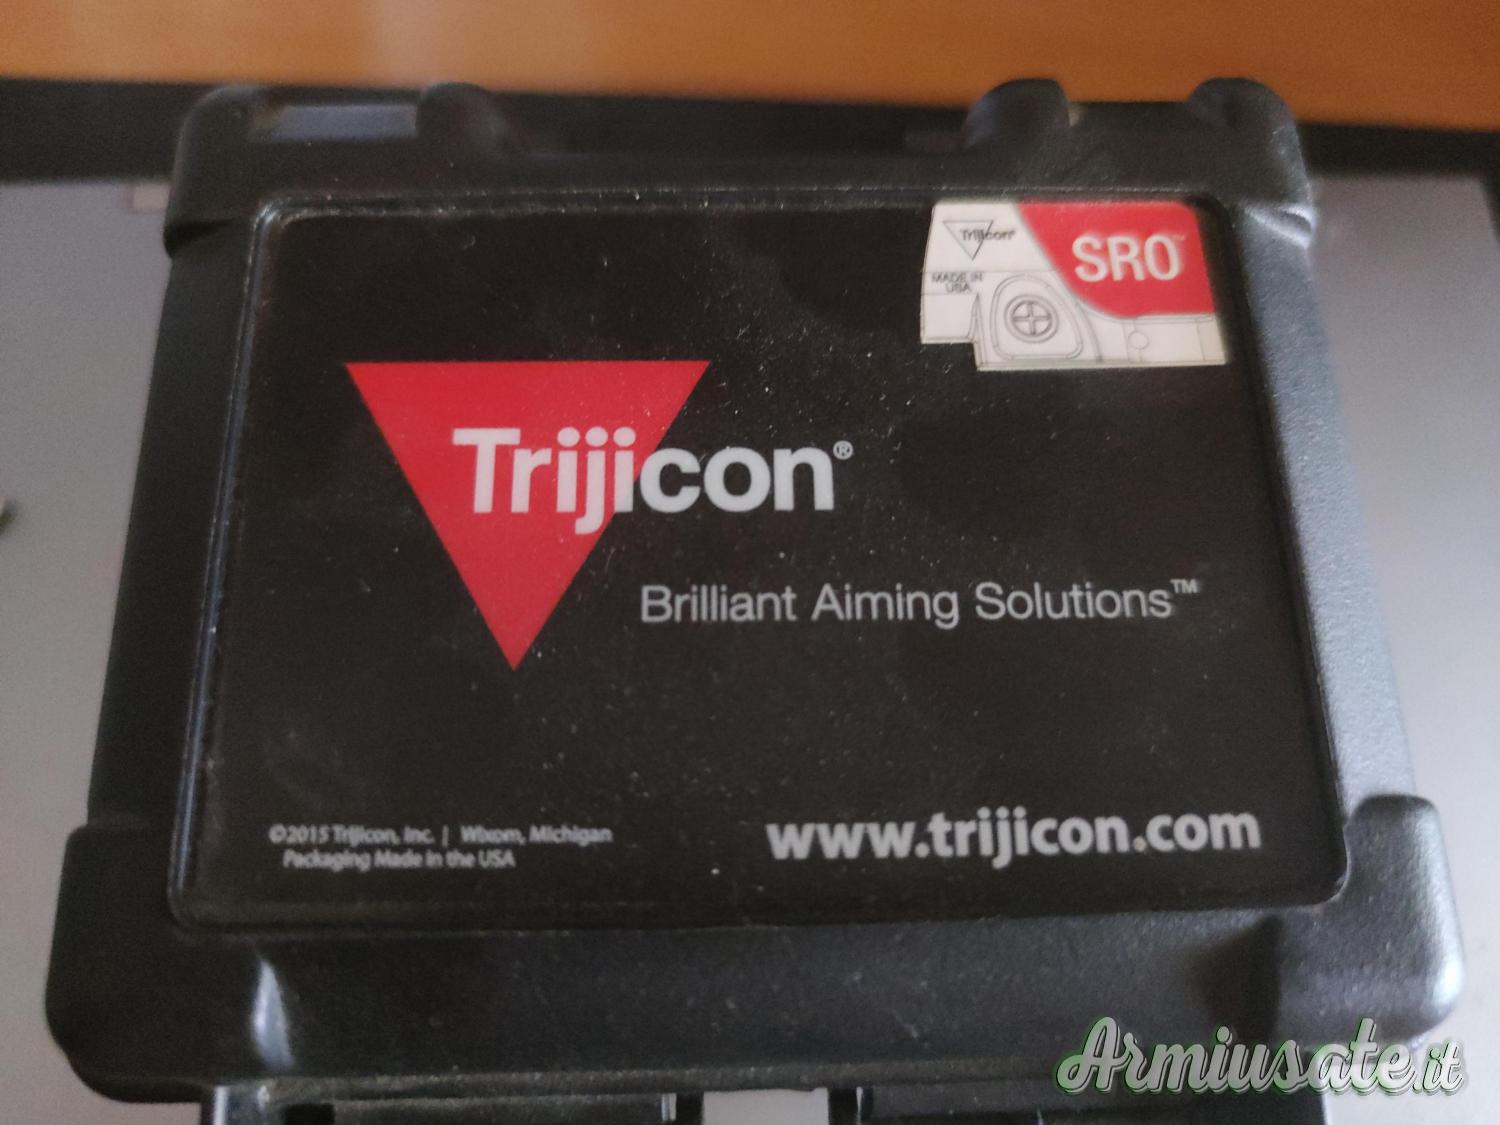 Trijicon®
SRO™
MADE IN
USA
Trijicon®
Brilliant Aiming Solutions™
©2015 Trijicon, Inc. | Wixom, Michigan
Packaging Made in the USA
www.trijicon.com
Armiusate.it